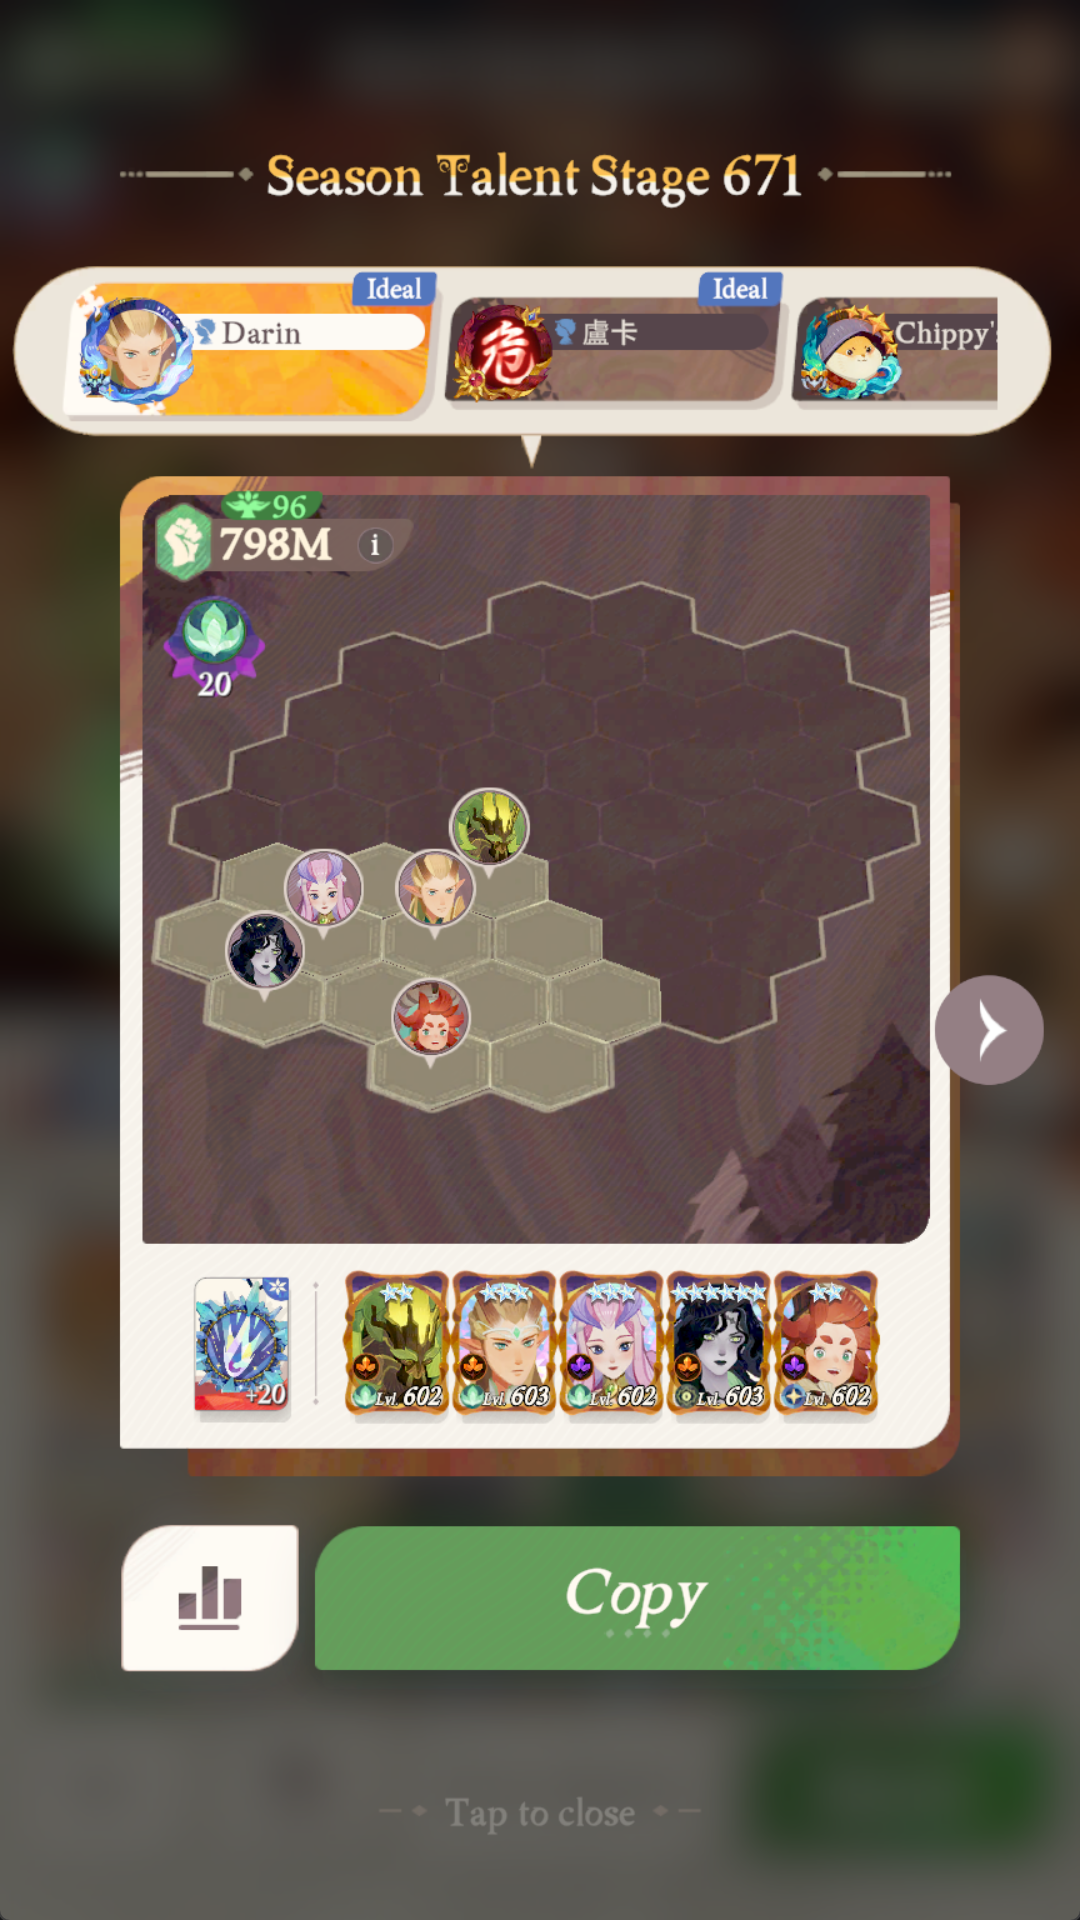 Season Talent Stage 671
Ideal
Ideal
Darin
盧卡
Chippy's
96
798M
i
20
+20
Lvl. 602
Lvl. 603
Lvl. 602
Lvl. 603
Lvl. 602
Copy
Tap to close
危